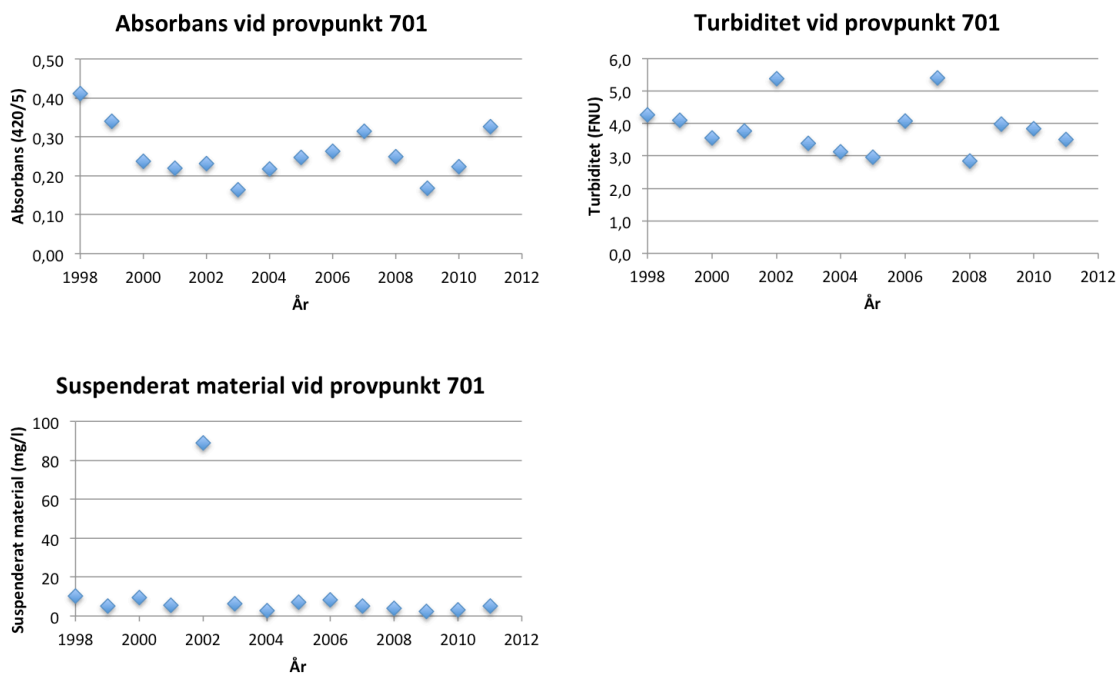 Absorbans vid provpunkt 701
Absorbans (420/5)
0,50
0,40
0,30
0,20
0,10
0,00
1998 2000 2002 2004 2006 2008 2010 2012
År
Turbiditet vid provpunkt 701
Turbiditet (FNU)
6,0
5,0
4,0
3,0
2,0
1,0
0,0
1998 2000 2002 2004 2006 2008 2010 2012
År
Suspenderat material vid provpunkt 701
Suspenderat material (mg/l)
100
80
60
40
20
0
1998 2000 2002 2004 2006 2008 2010 2012
År